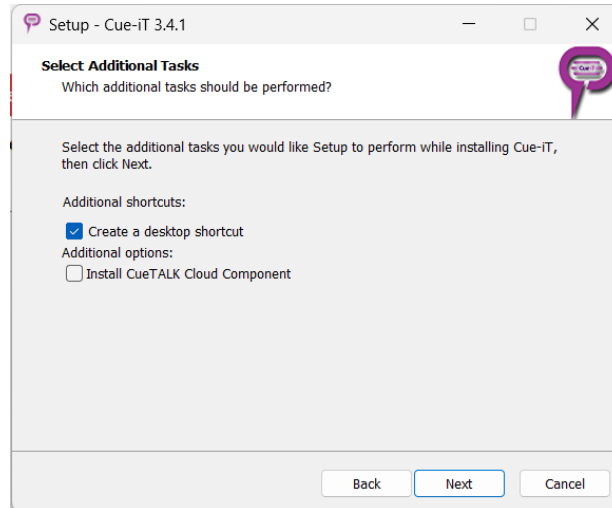 Setup - Cue-iT 3.4.1
Select Additional Tasks
Which additional tasks should be performed?
Cue-iT
Select the additional tasks you would like Setup to perform while installing Cue-iT,
then click Next.
Additional shortcuts:
Create a desktop shortcut
Additional options:
Install CueTALK Cloud Component
Back
Next
Cancel